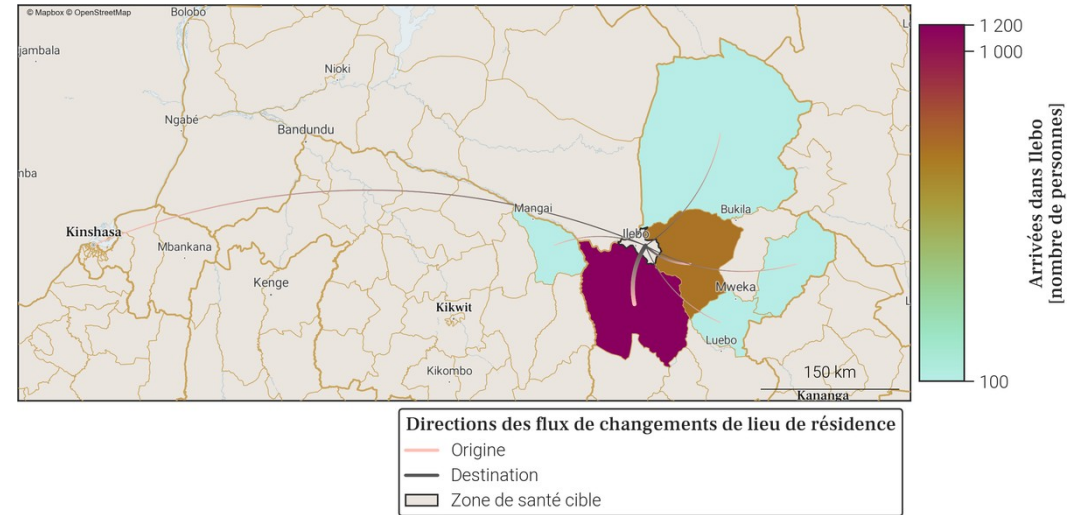 © Mapbox © OpenStreetMap
Bolobo
jambala
Nioki
Ngabé
Bandundu
nba
Mangai
Bukila
Kinshasa
Ilebo
Mbankana
Kenge
Mweka
Kikwit
Luebo
Kikombo
150 km
Kananga
1 200
1 000
100
Arrivées dans Ilebo
[nombre de personnes]
Directions des flux de changements de lieu de résidence
Origine
Destination
Zone de santé cible